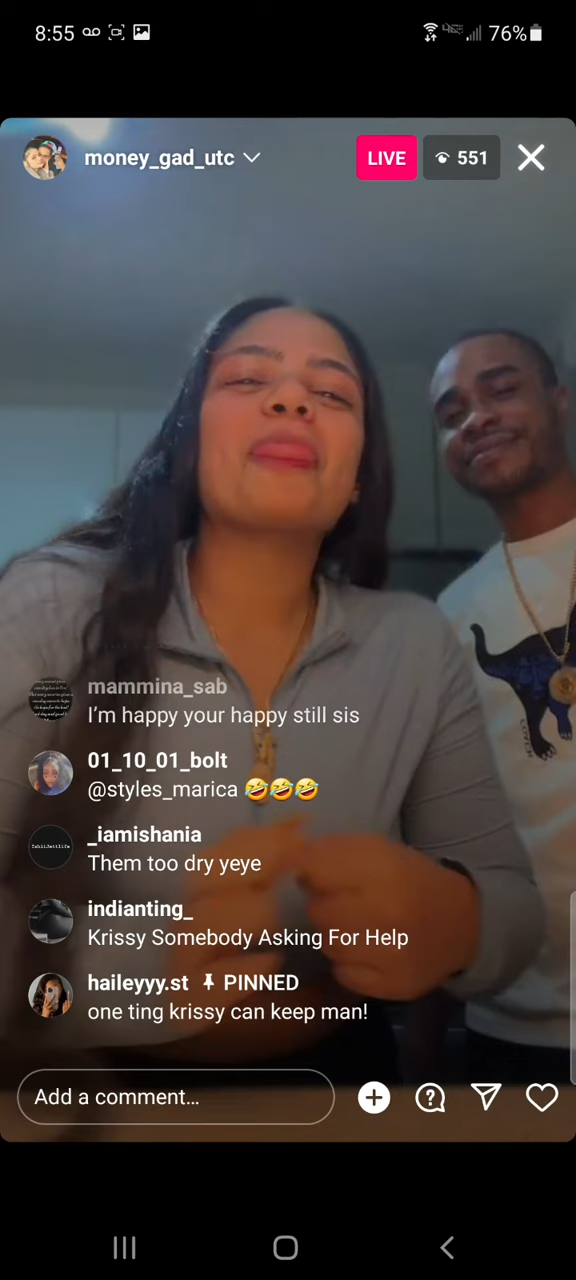 8:55
76%
money_gad_utc
LIVE
551
mammina_sab
I'm happy your happy still sis
01_10_01_bolt
@styles_marica 🤣🤣🤣
_iamishania
Them too dry yeye
indianting_
Krissy Somebody Asking For Help
haileyyy.st PINNED
one ting krissy can keep man!
Add a comment...